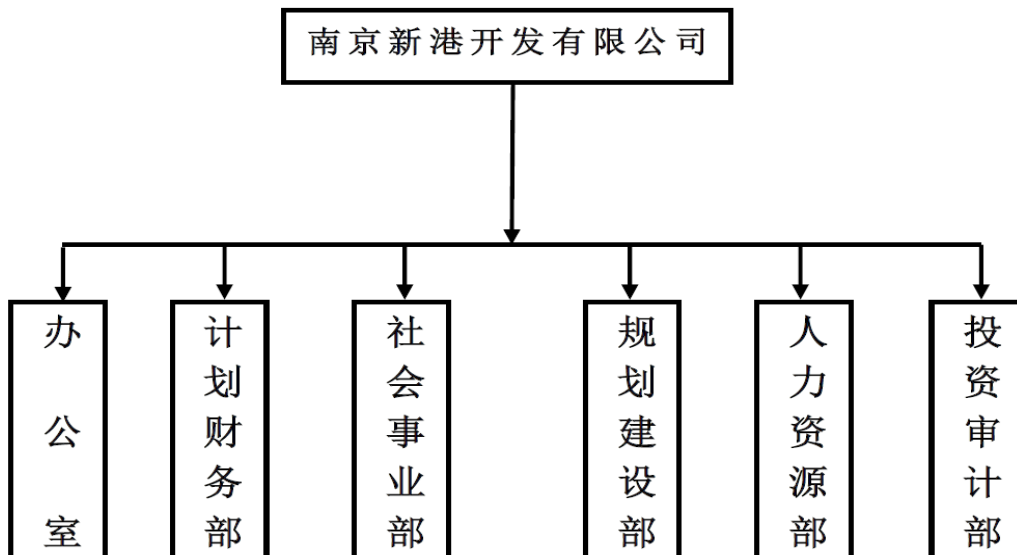 南京新港开发有限公司
办公室
计划财务部
社会事业部
规划建设部
人力资源部
投资审计部